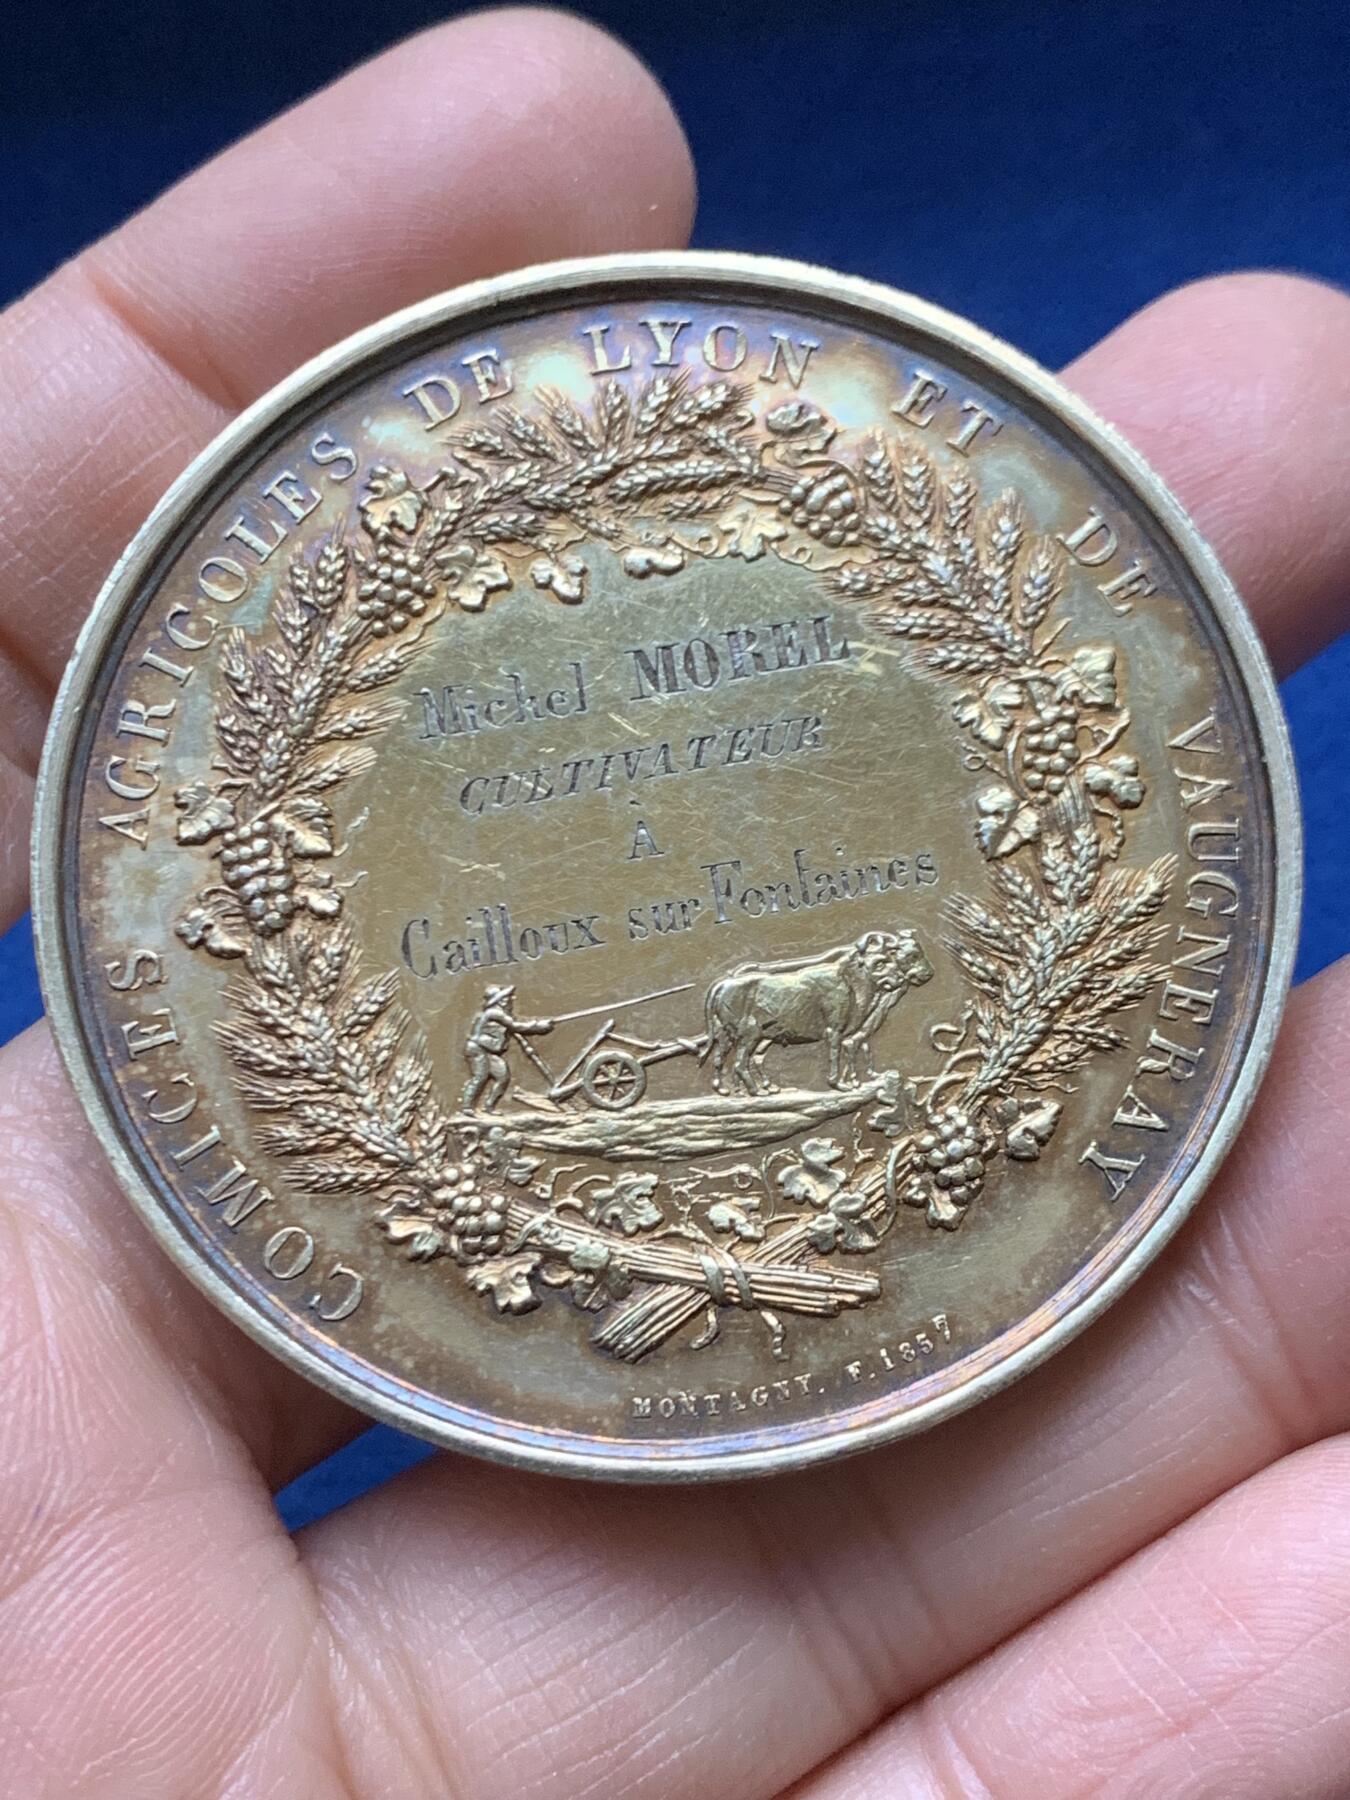 COMICES AGRICOLES DE LYON ET DE VAUGNERAY
Michel MOREL
CULTIVATEUR
À
Cailloux sur Fontaines
MONTAGNY. F. 1857